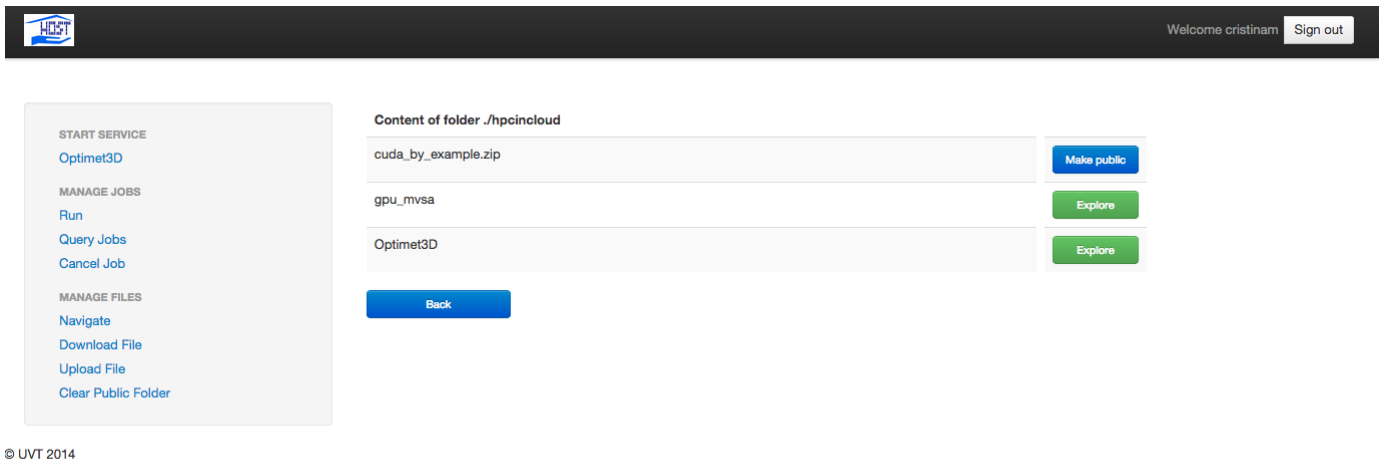 HOST
Welcome cristinam Sign out
START SERVICE
Optimet3D
MANAGE JOBS
Run
Query Jobs
Cancel Job
MANAGE FILES
Navigate
Download File
Upload File
Clear Public Folder
Content of folder ./hpcincloud
cuda_by_example.zip Make public
gpu_mvsa Explore
Optimet3D Explore
Back
© UVT 2014